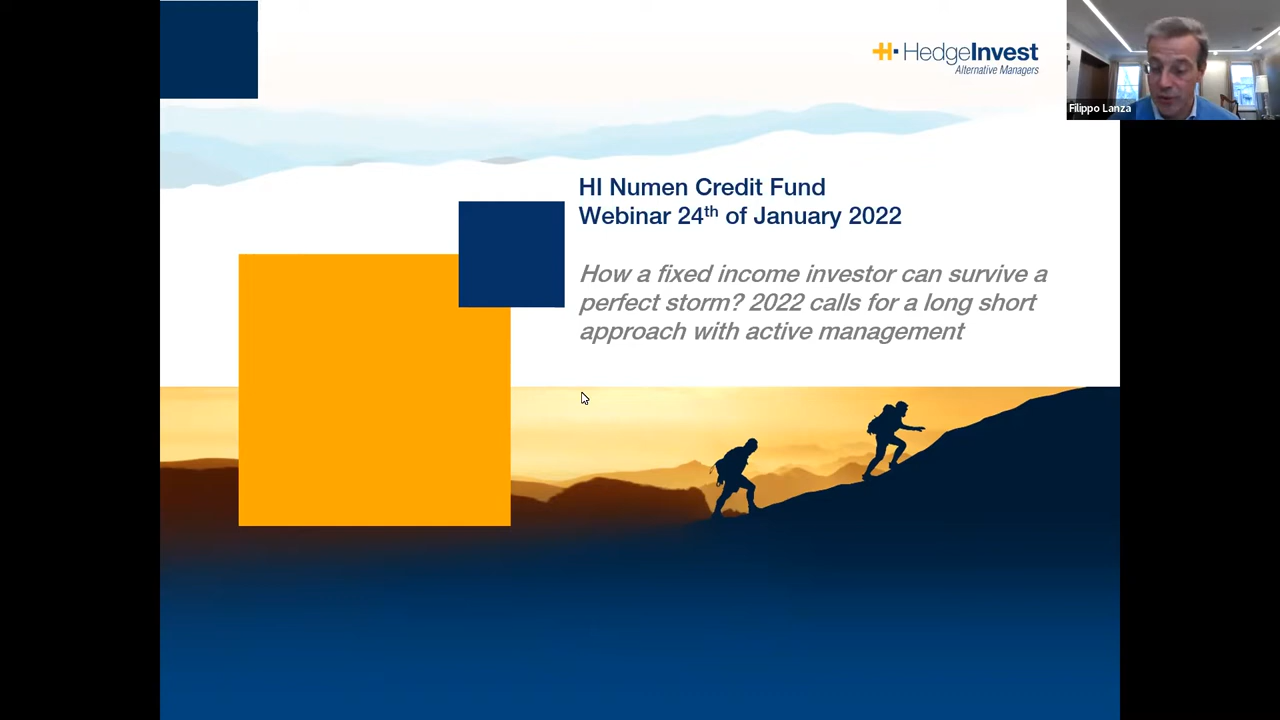 HedgeInvest
Alternative Managers
Filippo Lanza
HI Numen Credit Fund
Webinar 24th of January 2022
How a fixed income investor can survive a
perfect storm? 2022 calls for a long short
approach with active management